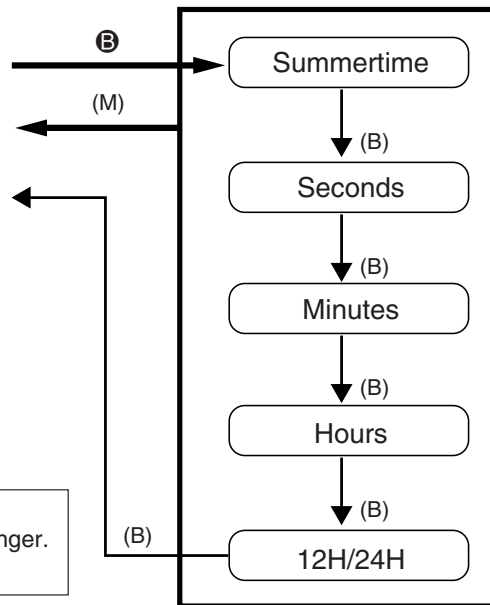 B
Summertime
(M)
(B)
Seconds
(B)
Minutes
(B)
Hours
(B)
nger.
(B)
12H/24H